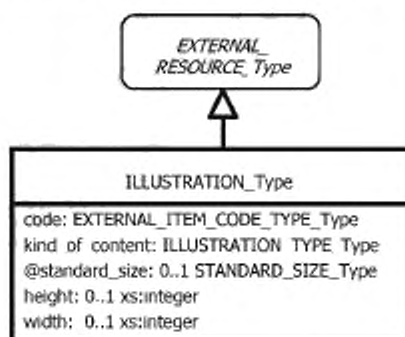 EXTERNAL_
RESOURCE_Type
ILLUSTRATION_Type
code: EXTERNAL_ITEM_CODE_TYPE_Type
kind of content: ILLUSTRATION TYPE Type
@standard_size: 0..1 STANDARD_SIZE_Type
height: 0..1 xs:integer
width: 0..1 xs:integer